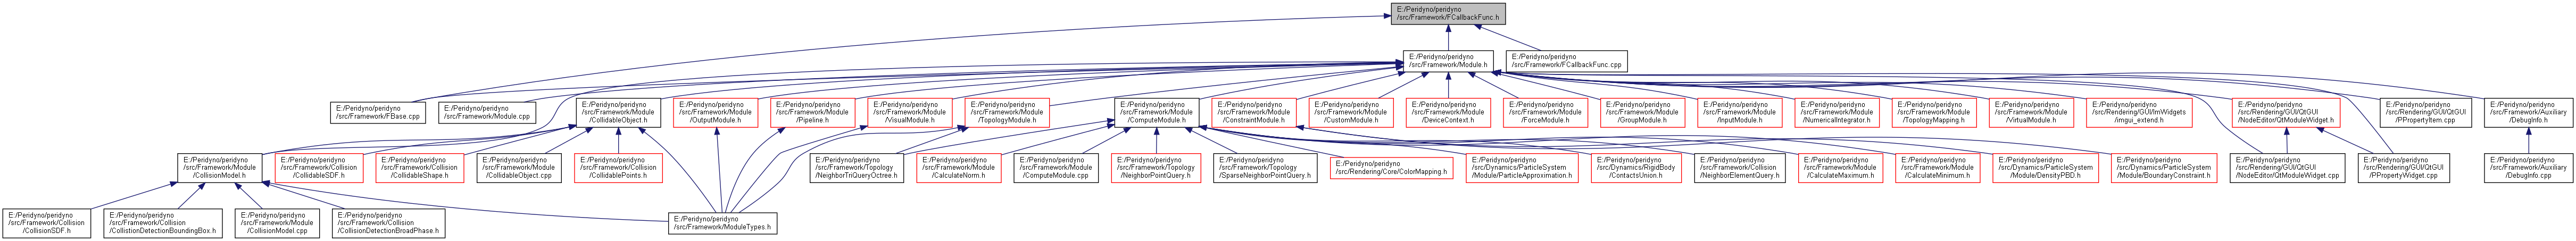 E:/Peridyno/peridyno
/src/Framework/FCallbackFunc.h
E:/Peridyno/peridyno
/src/Framework/Module.h
E:/Peridyno/peridyno
/src/Framework/FCallbackFunc.cpp
E:/Peridyno/peridyno
/src/Framework/FBase.cpp
E:/Peridyno/peridyno
/src/Framework/Module.cpp
E:/Peridyno/peridyno
/src/Framework/Module
/CollidableObject.h
E:/Peridyno/peridyno
/src/Framework/Module
/OutputModule.h
E:/Peridyno/peridyno
/src/Framework/Module
/Pipeline.h
E:/Peridyno/peridyno
/src/Framework/Module
/VisualModule.h
E:/Peridyno/peridyno
/src/Framework/Module
/TopologyModule.h
E:/Peridyno/peridyno
/src/Framework/Module
/ComputeModule.h
E:/Peridyno/peridyno
/src/Framework/Module
/ConstraintModule.h
E:/Peridyno/peridyno
/src/Framework/Module
/CustomModule.h
E:/Peridyno/peridyno
/src/Framework/Module
/DeviceContext.h
E:/Peridyno/peridyno
/src/Framework/Module
/ForceModule.h
E:/Peridyno/peridyno
/src/Framework/Module
/GroupModule.h
E:/Peridyno/peridyno
/src/Framework/Module
/InputModule.h
E:/Peridyno/peridyno
/src/Framework/Module
/NumericalIntegrator.h
E:/Peridyno/peridyno
/src/Framework/Module
/TopologyMapping.h
E:/Peridyno/peridyno
/src/Framework/Module
/VirtualModule.h
E:/Peridyno/peridyno
/src/Rendering/GUI/ImWidgets
/imgui_extend.h
E:/Peridyno/peridyno
/src/Rendering/GUI/QtGUI
/NodeEditor/QtModuleWidget.h
E:/Peridyno/peridyno
/src/Rendering/GUI/QtGUI
/PPropertyItem.cpp
E:/Peridyno/peridyno
/src/Framework/Auxiliary
/DebugInfo.h
E:/Peridyno/peridyno
/src/Framework/Module
/CollisionModel.h
E:/Peridyno/peridyno
/src/Framework/Collision
/CollidableSDF.h
E:/Peridyno/peridyno
/src/Framework/Collision
/CollidableShape.h
E:/Peridyno/peridyno
/src/Framework/Module
/CollidableObject.cpp
E:/Peridyno/peridyno
/src/Framework/Collision
/CollidablePoints.h
E:/Peridyno/peridyno
/src/Framework/Topology
/NeighborTriQueryOctree.h
E:/Peridyno/peridyno
/src/Framework/Module
/CalculateNorm.h
E:/Peridyno/peridyno
/src/Framework/Module
/ComputeModule.cpp
E:/Peridyno/peridyno
/src/Framework/Topology
/NeighborPointQuery.h
E:/Peridyno/peridyno
/src/Framework/Topology
/SparseNeighborPointQuery.h
E:/Peridyno/peridyno
/src/Rendering/Core/ColorMapping.h
E:/Peridyno/peridyno
/src/Dynamics/ParticleSystem
/Module/ParticleApproximation.h
E:/Peridyno/peridyno
/src/Dynamics/RigidBody
/ContactsUnion.h
E:/Peridyno/peridyno
/src/Framework/Collision
/NeighborElementQuery.h
E:/Peridyno/peridyno
/src/Framework/Module
/CalculateMaximum.h
E:/Peridyno/peridyno
/src/Framework/Module
/CalculateMinimum.h
E:/Peridyno/peridyno
/src/Dynamics/ParticleSystem
/Module/DensityPBD.h
E:/Peridyno/peridyno
/src/Dynamics/ParticleSystem
/Module/BoundaryConstraint.h
E:/Peridyno/peridyno
/src/Rendering/GUI/QtGUI
/NodeEditor/QtModuleWidget.cpp
E:/Peridyno/peridyno
/src/Rendering/GUI/QtGUI
/PPropertyWidget.cpp
E:/Peridyno/peridyno
/src/Framework/Auxiliary
/DebugInfo.cpp
E:/Peridyno/peridyno
/src/Framework/Collision
/CollisionSDF.h
E:/Peridyno/peridyno
/src/Framework/Collision
/CollistionDetectionBoundingBox.h
E:/Peridyno/peridyno
/src/Framework/Module
/CollisionModel.cpp
E:/Peridyno/peridyno
/src/Framework/Collision
/CollisionDetectionBroadPhase.h
E:/Peridyno/peridyno
/src/Framework/ModuleTypes.h